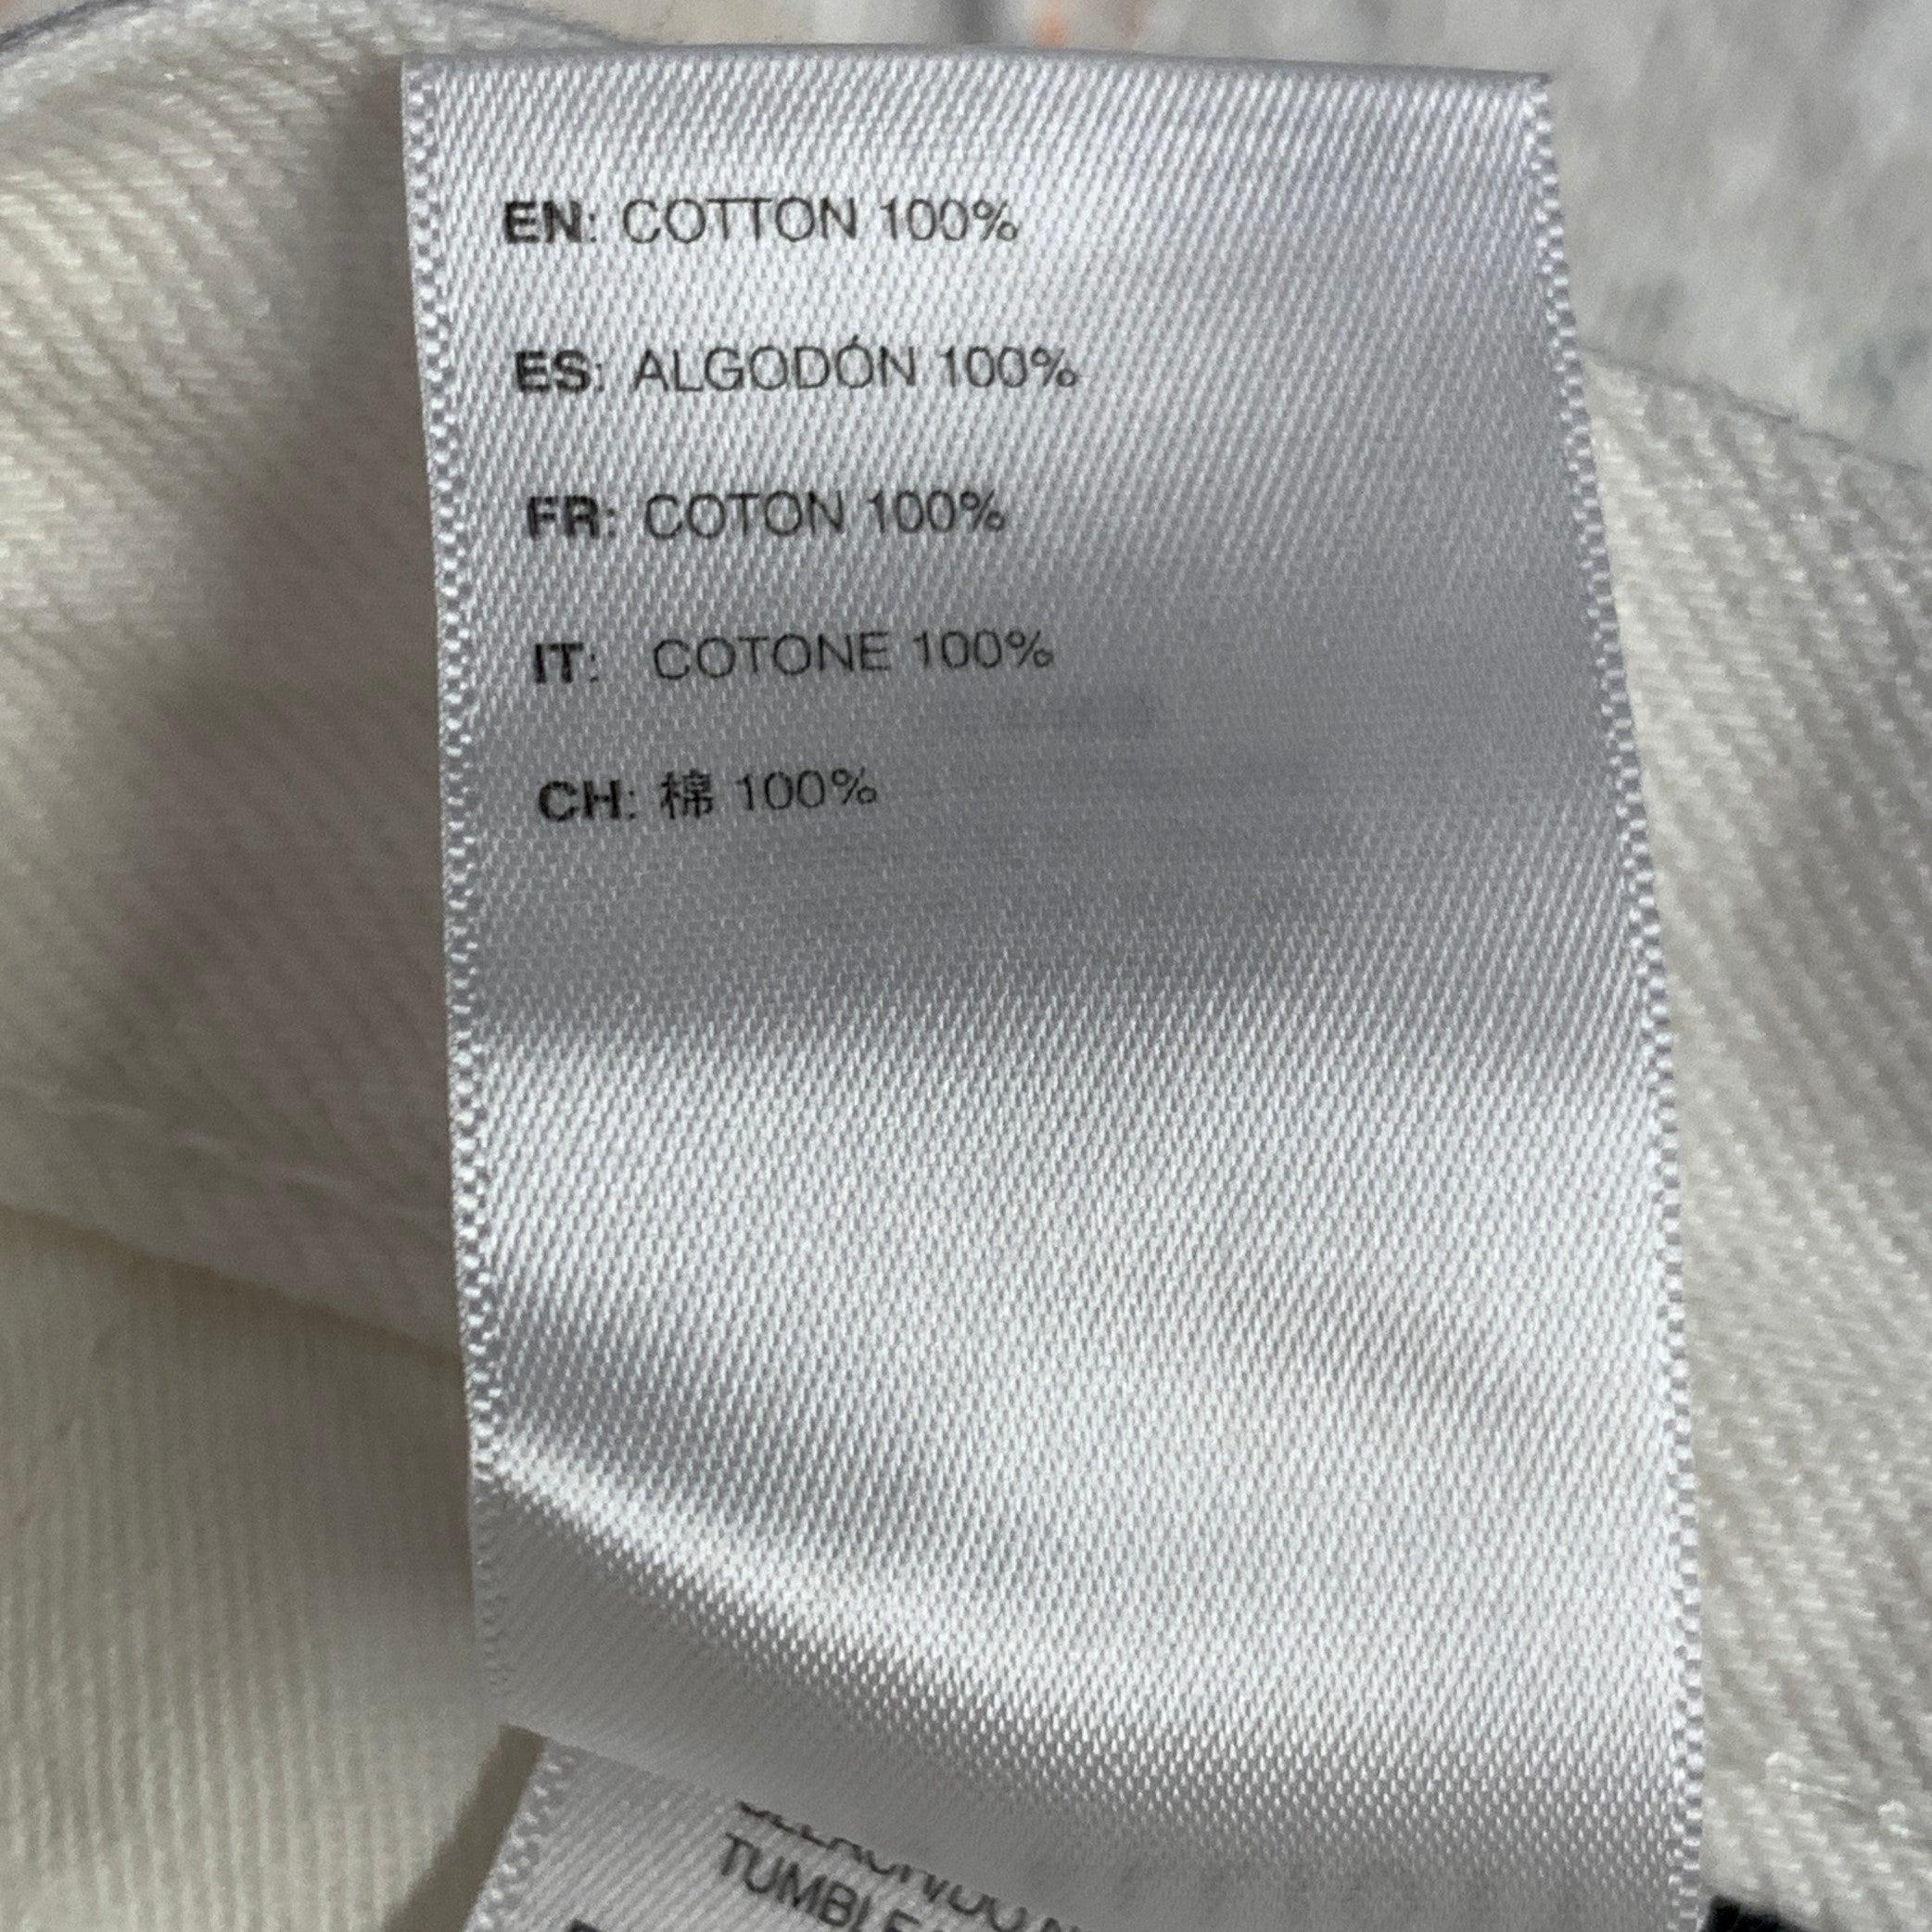 EN: COTTON 100%
ES: ALGODÓN 100%
FR: COTON 100%
IT: COTONE 100%
CH: 棉 100%
TUMBLE